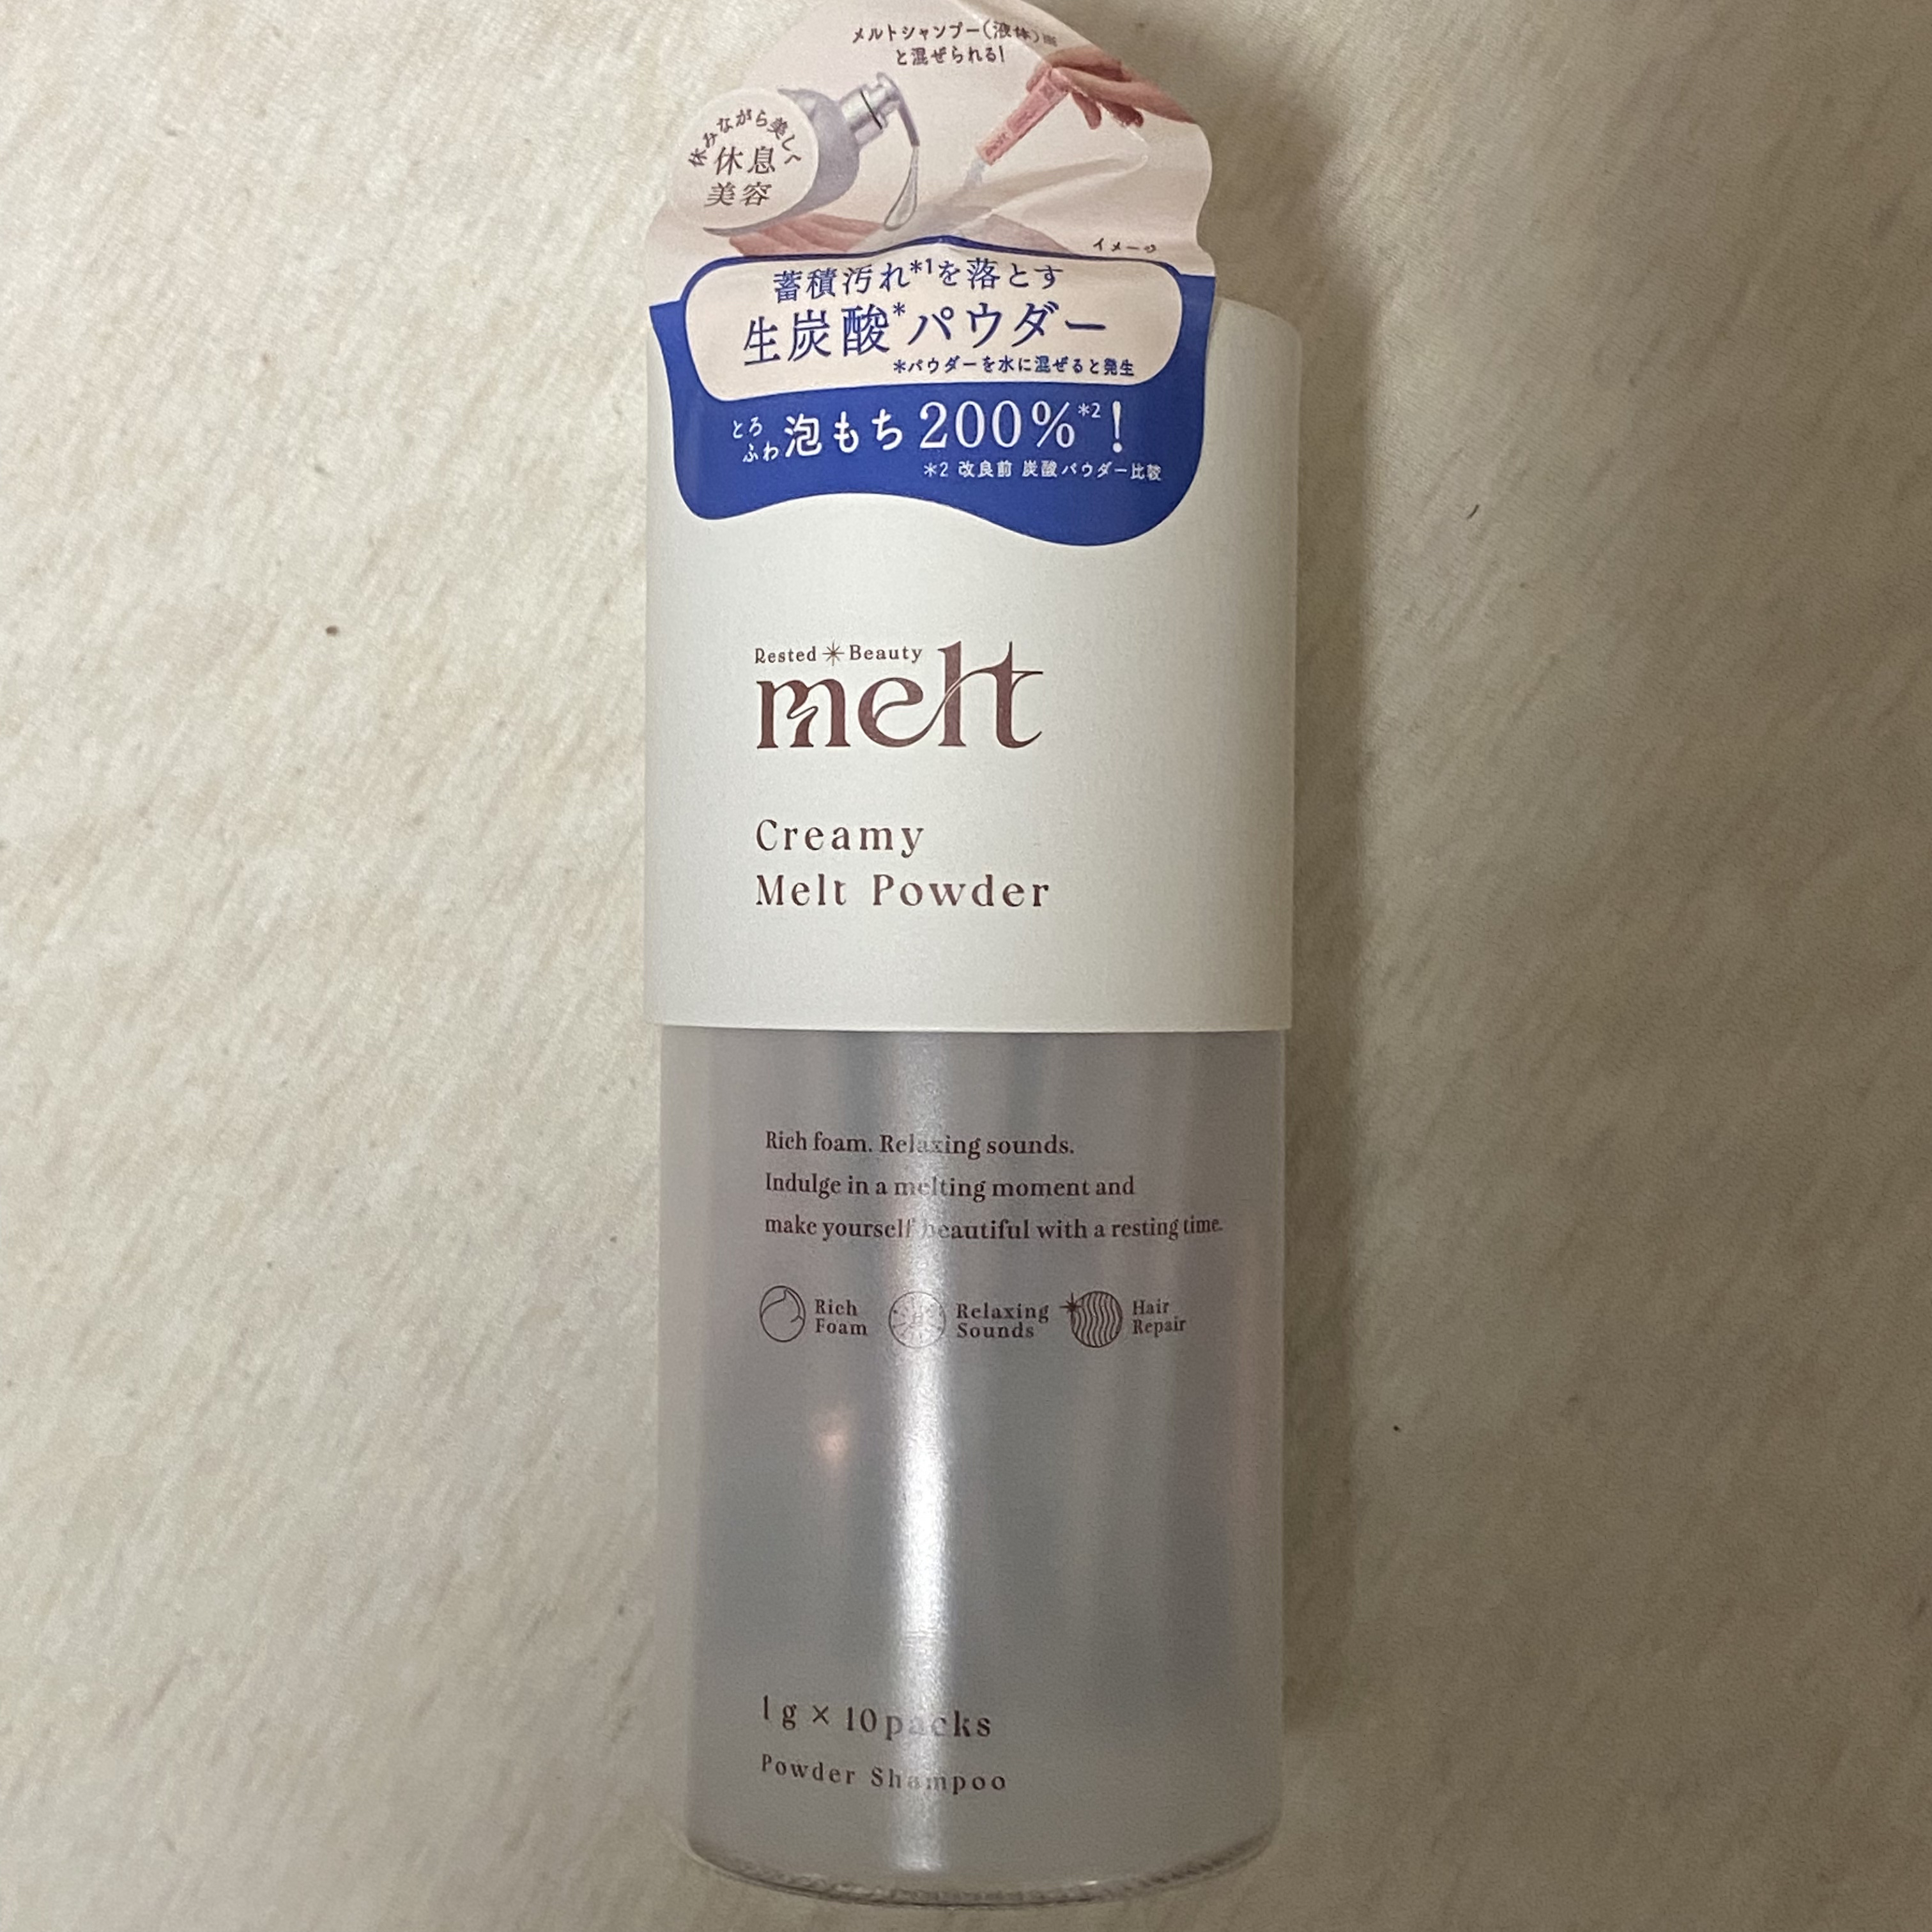 メルトシャンプー(液体)
と混ぜられる!
休みながら美しく
休息
美容
イメージ
蓄積汚れ*1を落とす
生炭酸*パウダー
*パウダーを水に混ぜると発生
とろ
ふわ
泡もち200%*2!
*2 改良前 炭酸パウダー比較
Rested Beauty
melt
Creamy
Melt Powder
Rich foam. Relaxing sounds.
Indulge in a melting moment and
make yourself beautiful with a resting time.
Rich
Foam
Relaxing
Sounds
Hair
Repair
1g×10packs
Powder Shampoo